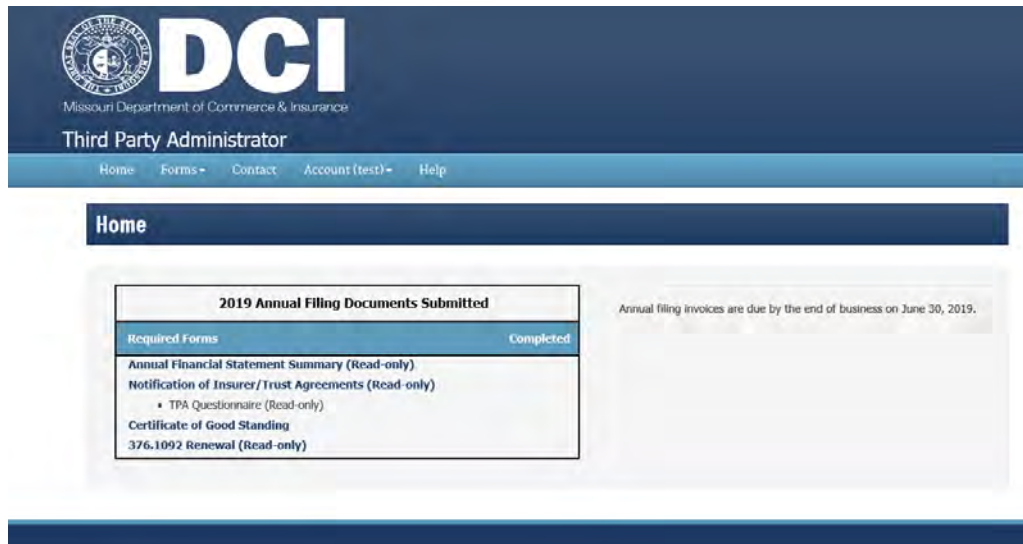 DCI
Missouri Department of Commerce & Insurance
Third Party Administrator
Home Forms Contact Account (test) Help
Home
2019 Annual Filing Documents Submitted
Required Forms Completed
Annual Financial Statement Summary (Read-only)
Notification of Insurer/Trust Agreements (Read-only)
• TPA Questionnaire (Read-only)
Certificate of Good Standing
376.1092 Renewal (Read-only)
Annual filing invoices are due by the end of business on June 30, 2019.